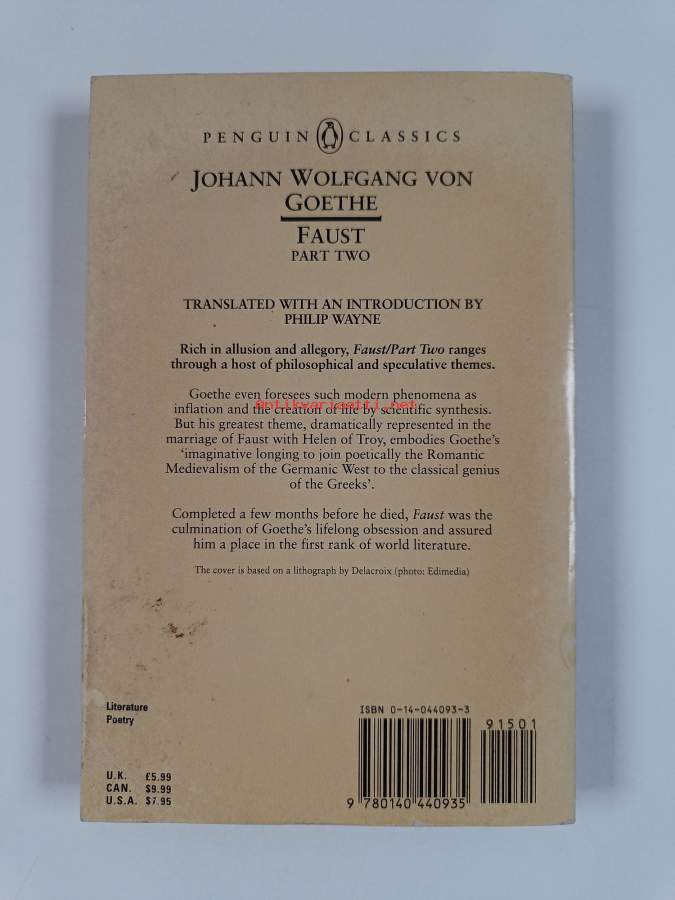 PENGUIN CLASSICS
JOHANN WOLFGANG VON
GOETHE
FAUST
PART TWO
TRANSLATED WITH AN INTRODUCTION BY
PHILIP WAYNE
Rich in allusion and allegory, Faust/Part Two ranges
through a host of philosophical and speculative themes.
Goethe even foresees such modern phenomena as
antikvariaatti.net
inflation and the creation of life by scientific synthesis.
But his greatest theme, dramatically represented in the
marriage of Faust with Helen of Troy, embodies Goethe's
‘imaginative longing to join poetically the Romantic
Medievalism of the Germanic West to the classical genius
of the Greeks’.
Completed a few months before he died, Faust was the
culmination of Goethe's lifelong obsession and assured
him a place in the first rank of world literature.
The cover is based on a lithograph by Delacroix (photo: Edimedia)
Literature
Poetry
U.K. £5.99
CAN. $9.99
U.S.A. $7.95
ISBN 0-14-044093-3
91501
9 780140 440935